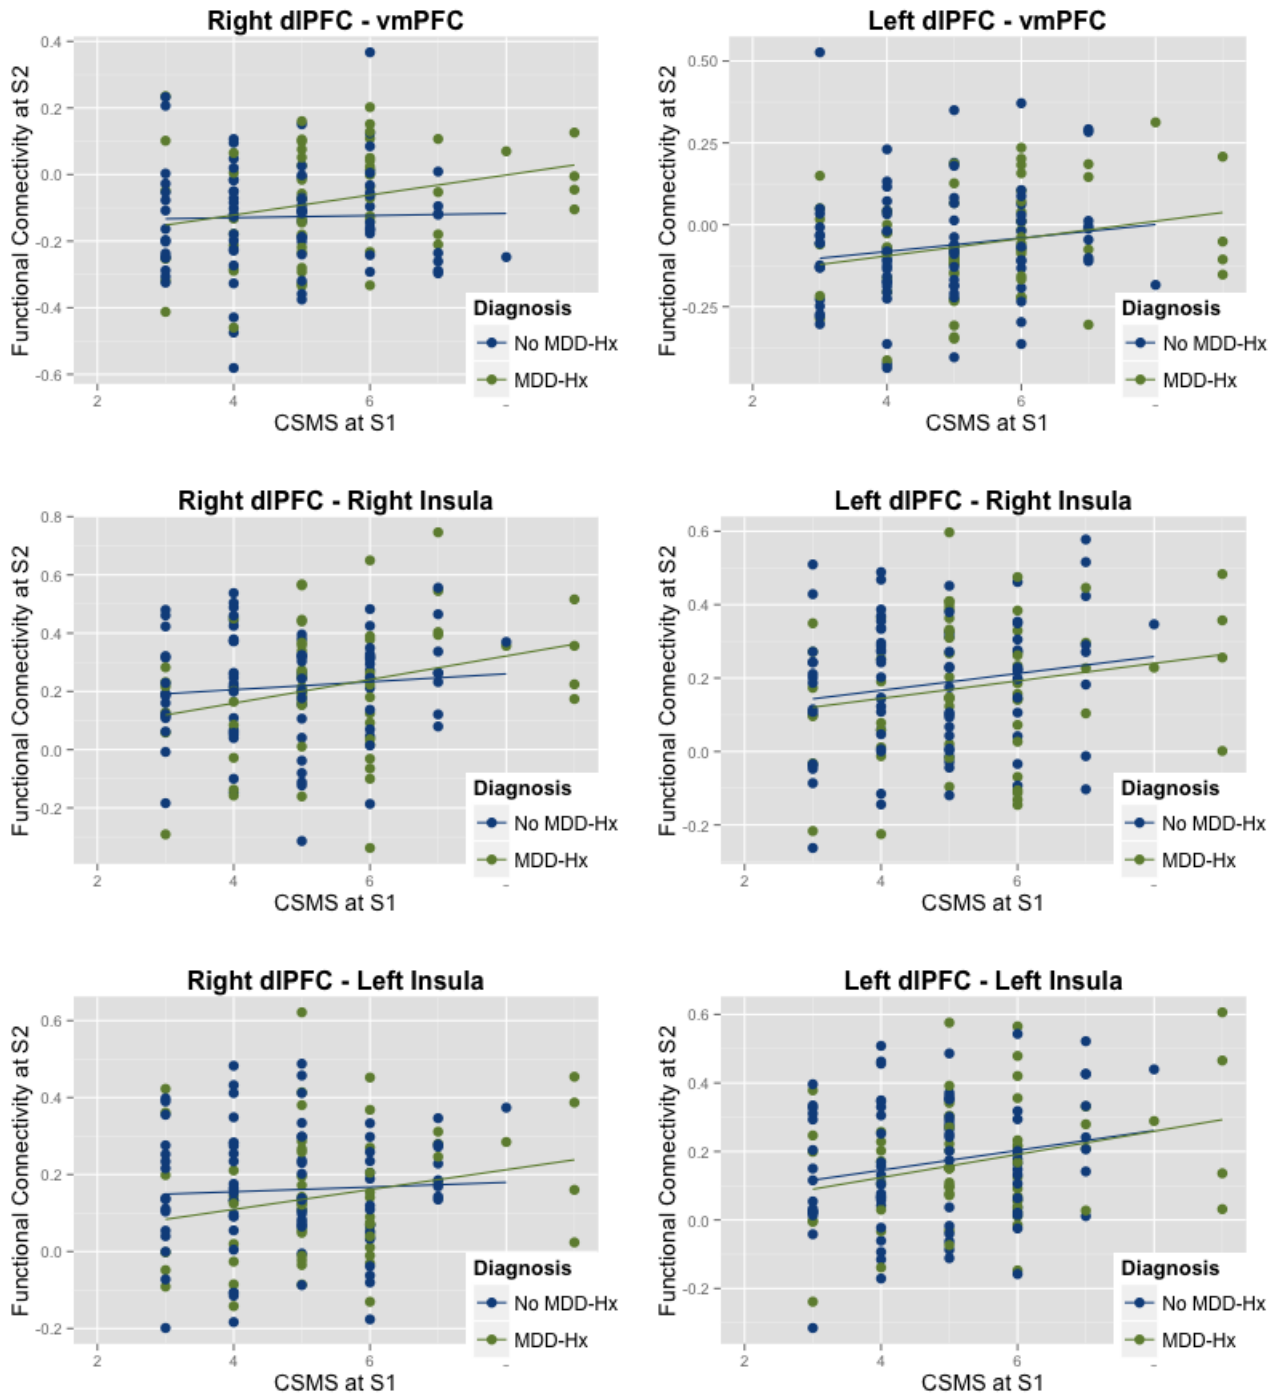 Right dlPFC - vmPFC
Functional Connectivity at S2
0.4
0.2
0.0
-0.2
-0.4
-0.6
2
4
6
CSMS at S1
Diagnosis
No MDD-Hx
MDD-Hx
Left dlPFC - vmPFC
Functional Connectivity at S2
0.50
0.25
0.00
-0.25
2
4
6
CSMS at S1
Diagnosis
No MDD-Hx
MDD-Hx
Right dlPFC - Right Insula
Functional Connectivity at S2
0.8
0.6
0.4
0.2
0.0
-0.2
2
4
6
CSMS at S1
Diagnosis
No MDD-Hx
MDD-Hx
Left dlPFC - Right Insula
Functional Connectivity at S2
0.6
0.4
0.2
0.0
-0.2
2
4
6
CSMS at S1
Diagnosis
No MDD-Hx
MDD-Hx
Right dlPFC - Left Insula
Functional Connectivity at S2
0.6
0.4
0.2
0.0
-0.2
2
4
6
CSMS at S1
Diagnosis
No MDD-Hx
MDD-Hx
Left dlPFC - Left Insula
Functional Connectivity at S2
0.6
0.4
0.2
0.0
-0.2
2
4
6
CSMS at S1
Diagnosis
No MDD-Hx
MDD-Hx